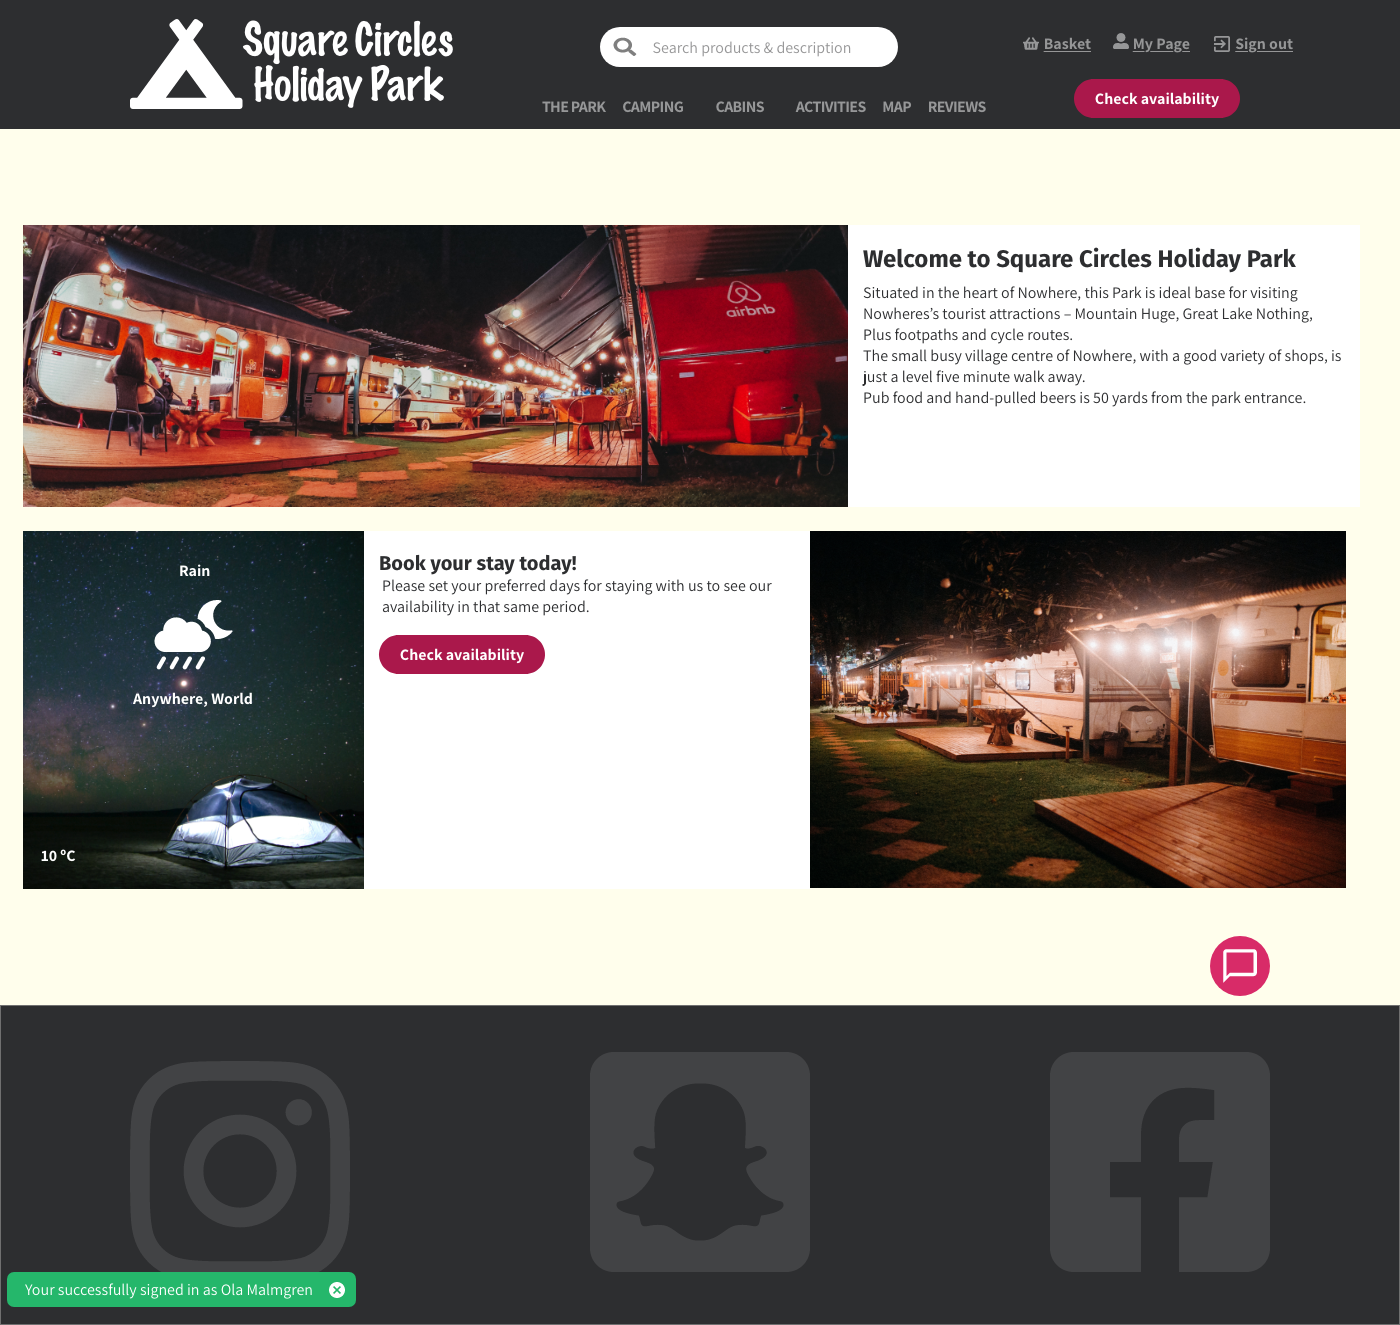 Square Circles
Holiday Park
Search products & description
Basket
My Page
Sign out
THE PARK
CAMPING
CABINS
ACTIVITIES
MAP
REVIEWS
Check availability
airbnb
Welcome to Square Circles Holiday Park
Situated in the heart of Nowhere, this Park is ideal base for visiting
Nowheres’s tourist attractions – Mountain Huge, Great Lake Nothing,
Plus footpaths and cycle routes.
The small busy village centre of Nowhere, with a good variety of shops, is
just a level five minute walk away.
Pub food and hand-pulled beers is 50 yards from the park entrance.
Rain
Anywhere, World
10 °C
Book your stay today!
Please set your preferred days for staying with us to see our
availability in that same period.
Check availability
Your successfully signed in as Ola Malmgren